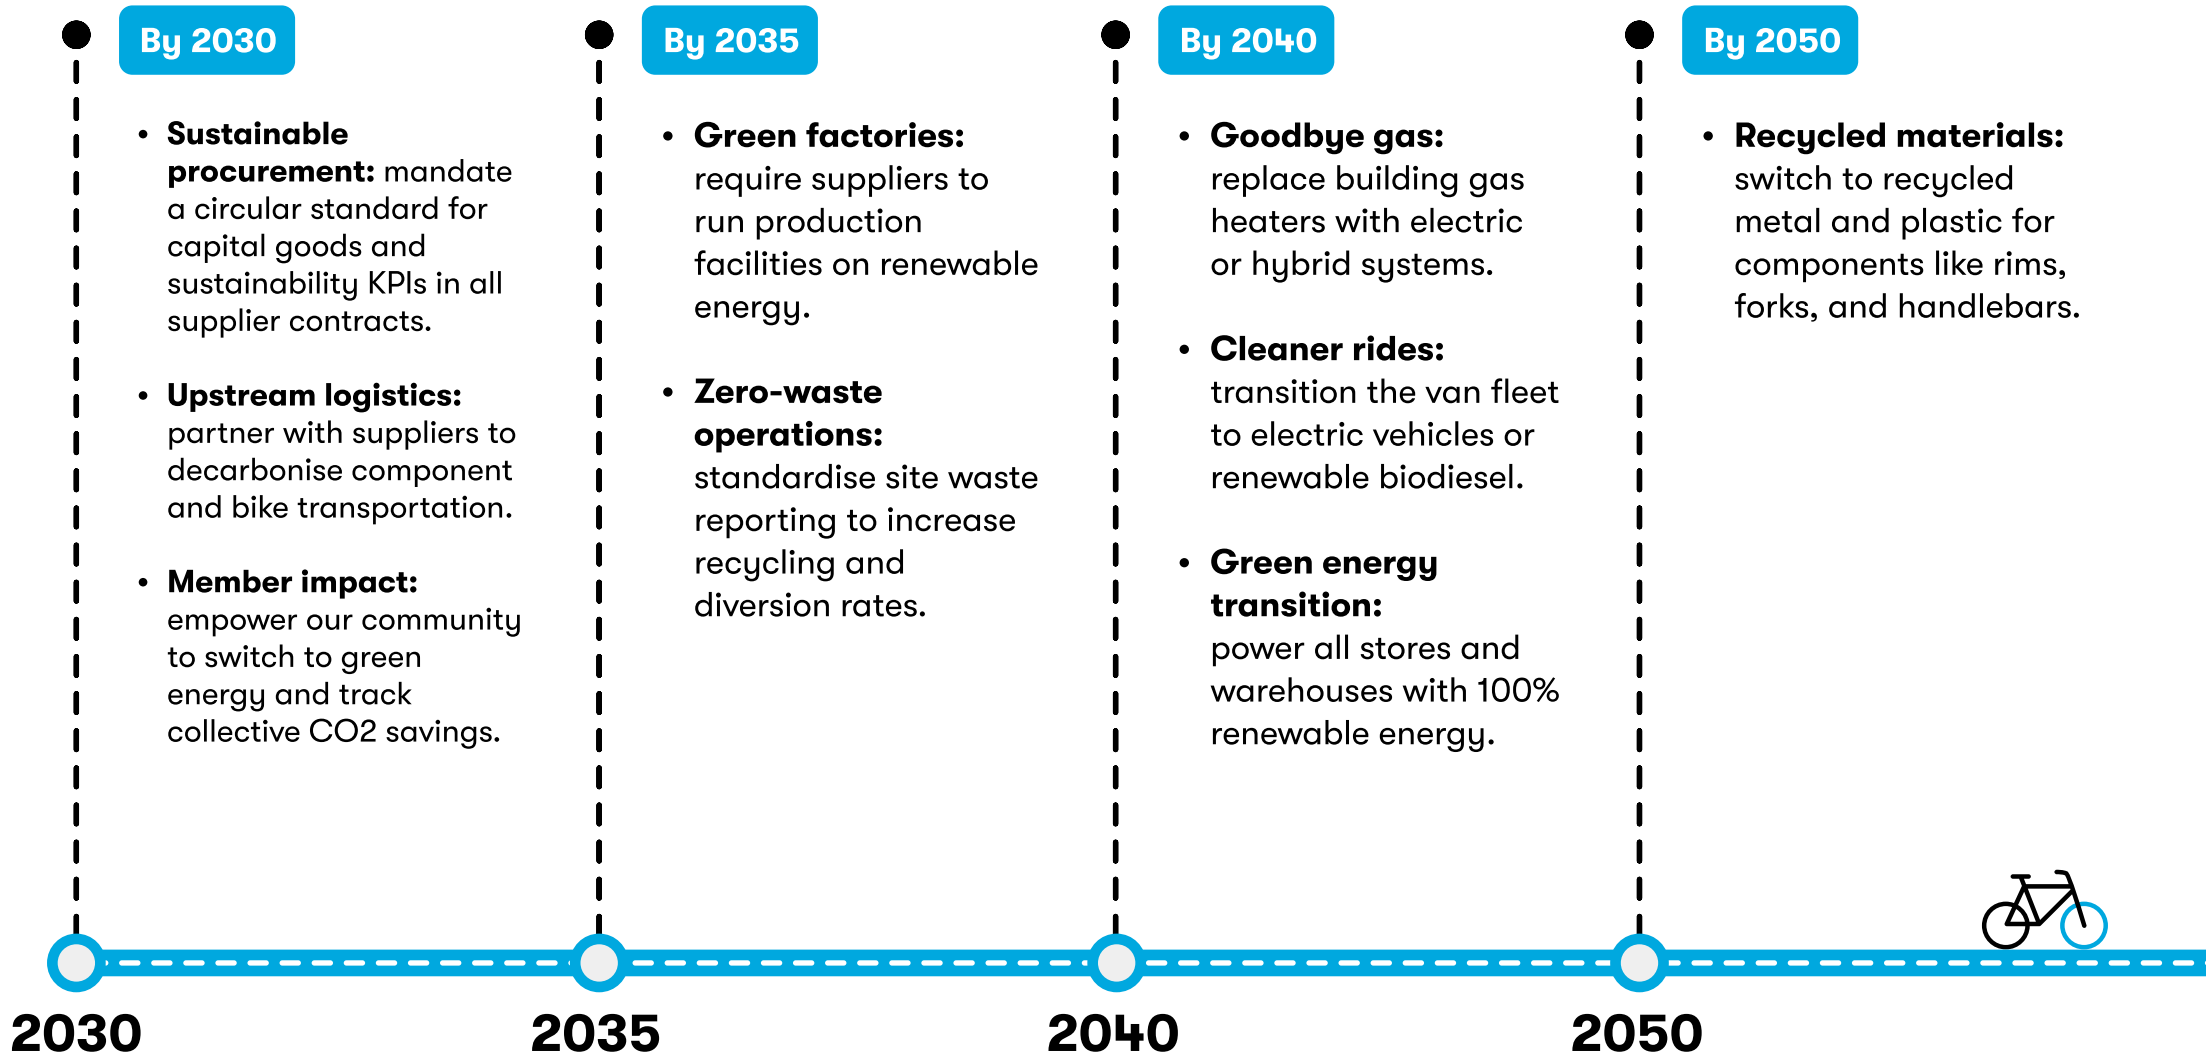 By 2030
• Sustainable
procurement: mandate
a circular standard for
capital goods and
sustainability KPIs in all
supplier contracts.
• Upstream logistics:
partner with suppliers to
decarbonise component
and bike transportation.
• Member impact:
empower our community
to switch to green
energy and track
collective CO2 savings.
By 2035
• Green factories:
require suppliers to
run production
facilities on renewable
energy.
• Zero-waste
operations:
standardise site waste
reporting to increase
recycling and
diversion rates.
By 2040
• Goodbye gas:
replace building gas
heaters with electric
or hybrid systems.
• Cleaner rides:
transition the van fleet
to electric vehicles or
renewable biodiesel.
• Green energy
transition:
power all stores and
warehouses with 100%
renewable energy.
By 2050
• Recycled materials:
switch to recycled
metal and plastic for
components like rims,
forks, and handlebars.
2030
2035
2040
2050